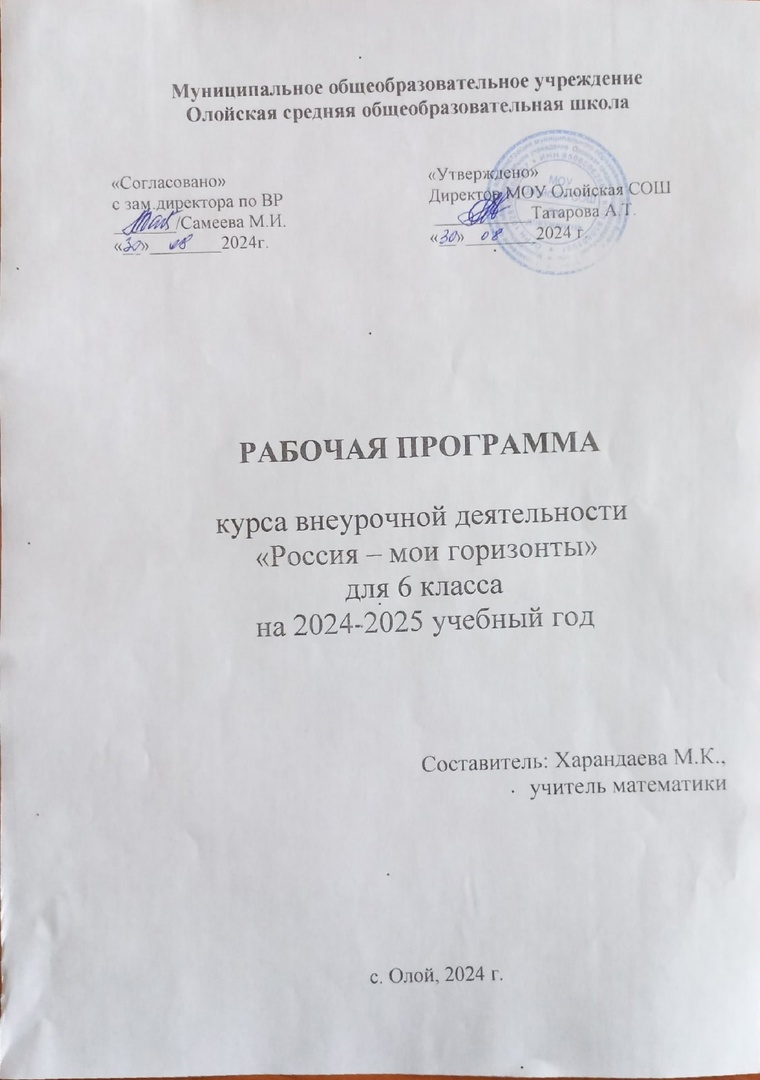 Муниципальное общеобразовательное учреждение
Олойская средняя общеобразовательная школа
«Согласовано»
с зам.директора по ВР
/Самеева М.И.
«30» 08 2024г.
«Утверждено»
Директор МОУ Олойская СОШ
Татарова А.Т.
«30» 08 2024 г
МОУ
РАБОЧАЯ ПРОГРАММА
курса внеурочной деятельности
«Россия – мои горизонты»
для 6 класса
на 2024-2025 учебный год
Составитель: Харандаева М.К.,
учитель математики
с. Олой, 2024 г.